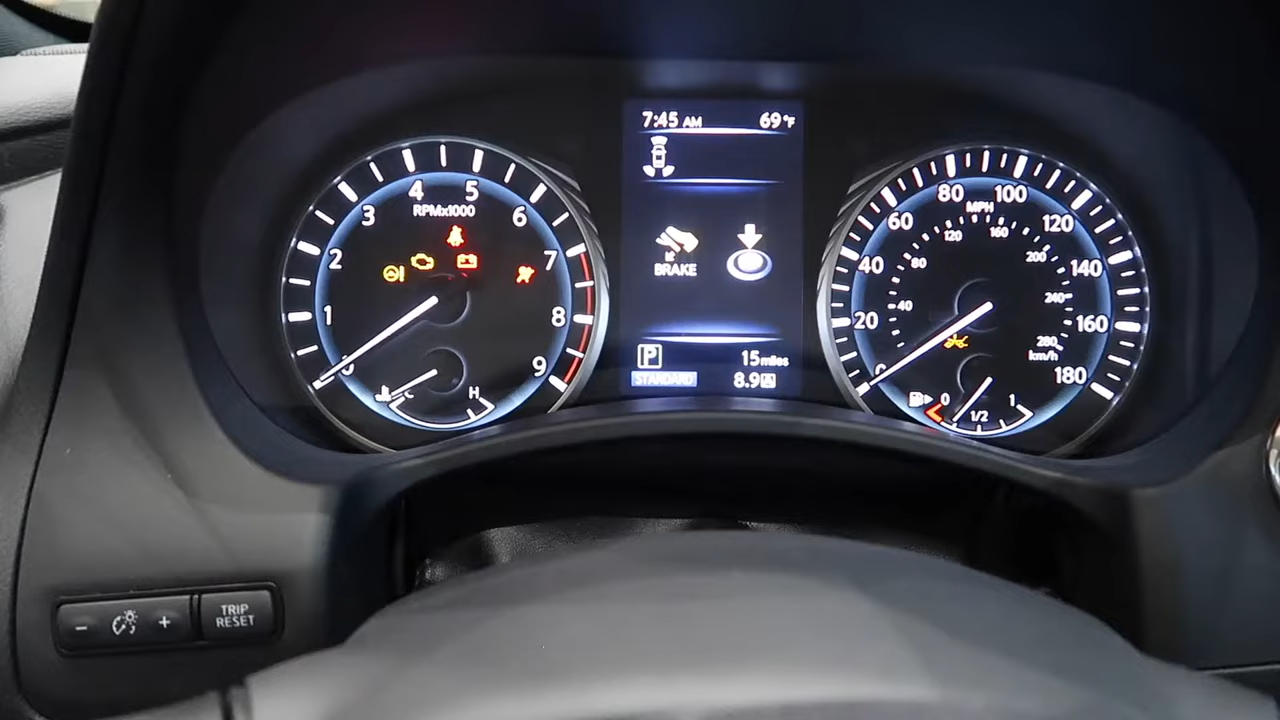 7:45 AM 69°F
4 5
3 RPMx1000 6
2 7
1 8
0 9
C H
BRAKE
P 15 miles
STANDARD 8.9 A
80 100
60 MPH 120
120 160
40 80 200 140
40 240
20 280 160
0 km/h 180
0 1/2 1
- + TRIP
RESET